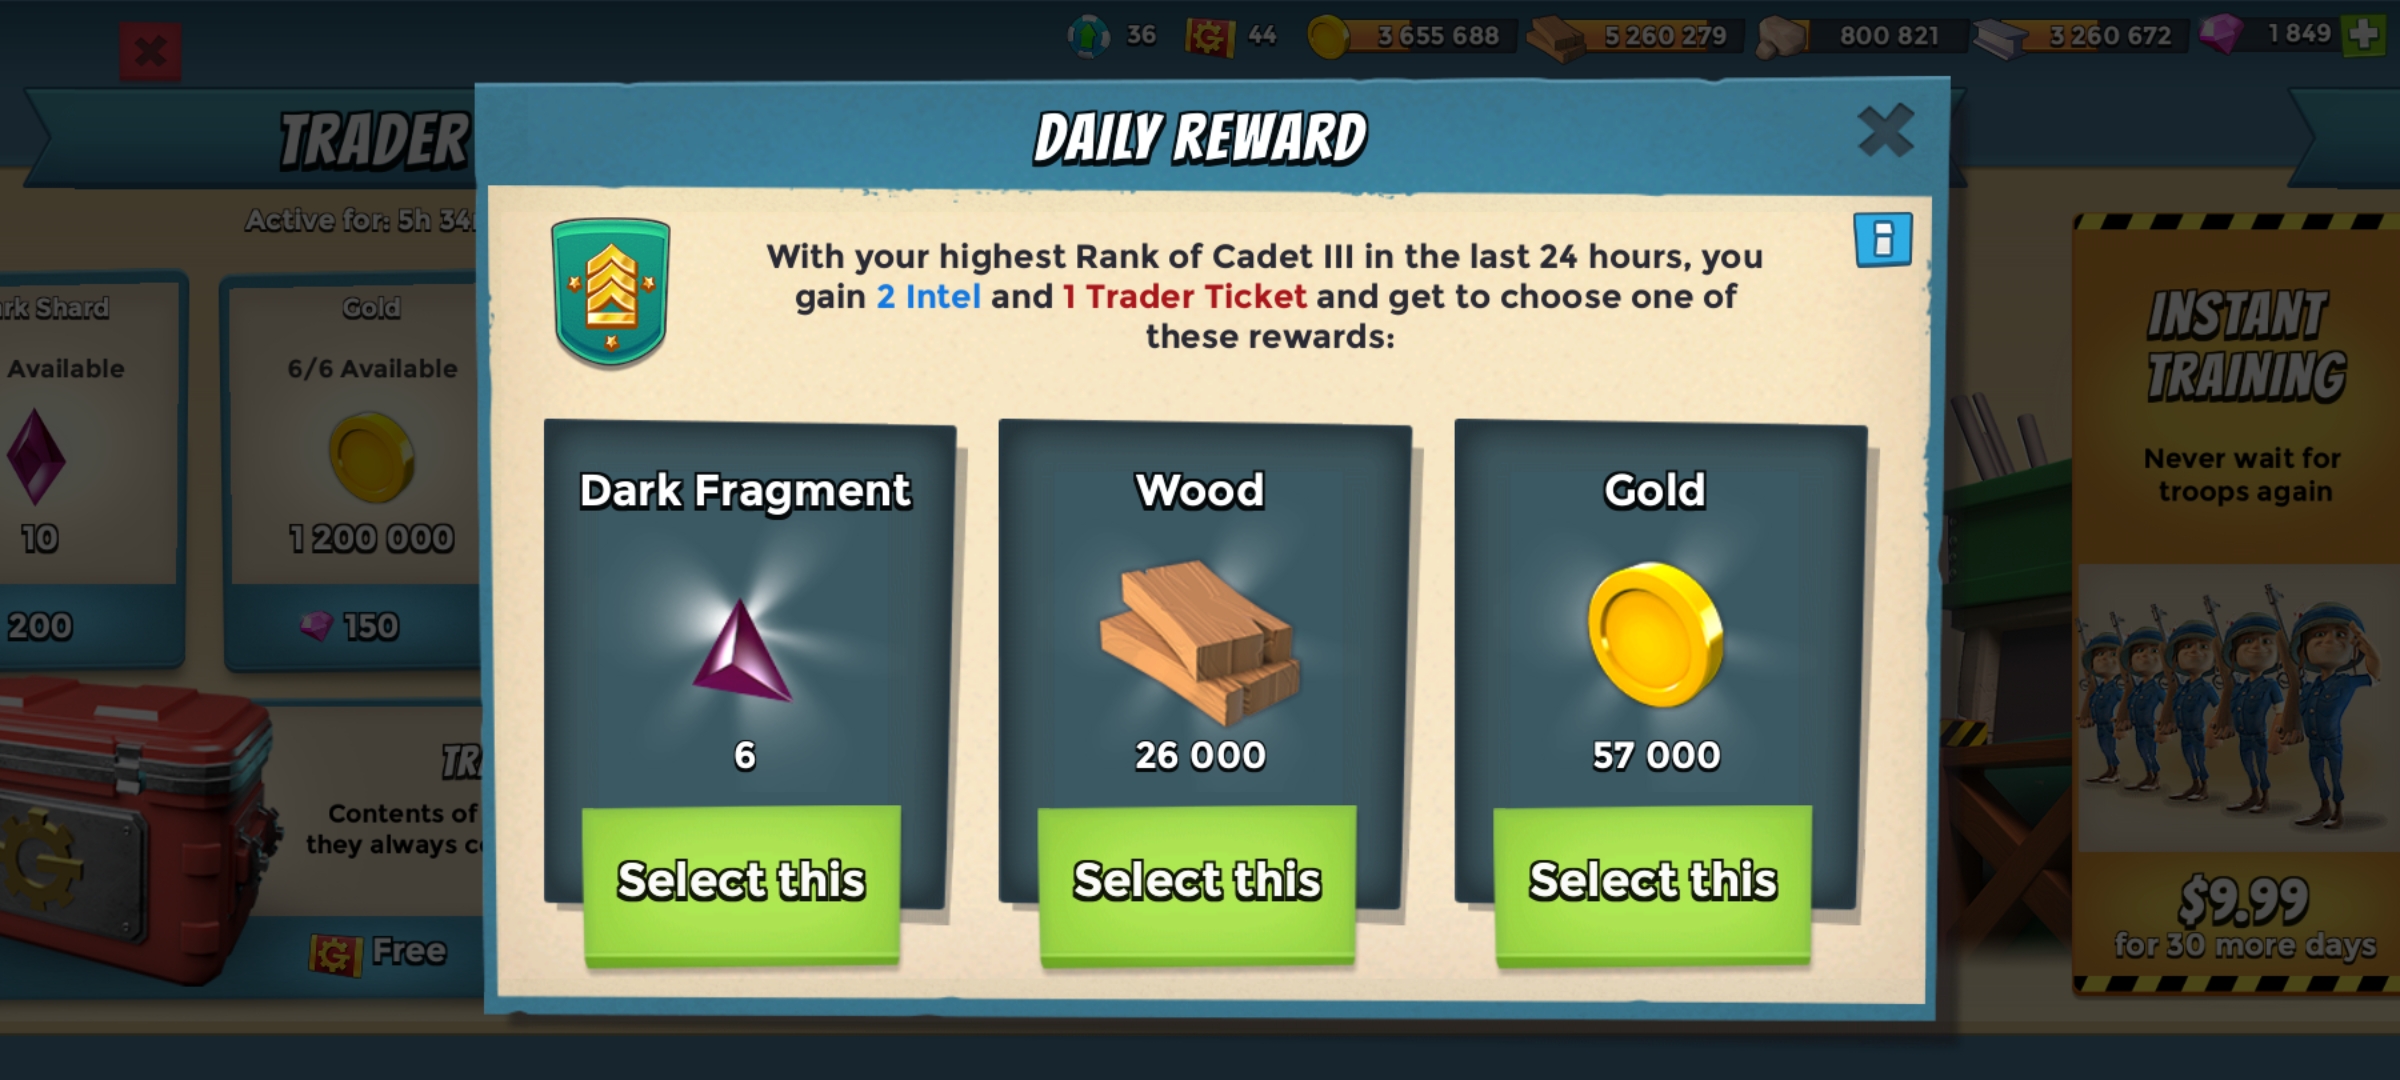 36
44
3 655 688
5 260 279
800 821
3 260 672
1 849
TRADER
DAILY REWARD
Active for: 5h 34
With your highest Rank of Cadet III in the last 24 hours, you
gain 2 Intel and 1 Trader Ticket and get to choose one of
these rewards:
rk Shard
Available
10
200
Gold
6/6 Available
1 200 000
150
Dark Fragment
6
Select this
Wood
26 000
Select this
Gold
57 000
Select this
INSTANT
TRAINING
Never wait for
troops again
$9.99
for 30 more days
TR
Contents of
they always c
Free